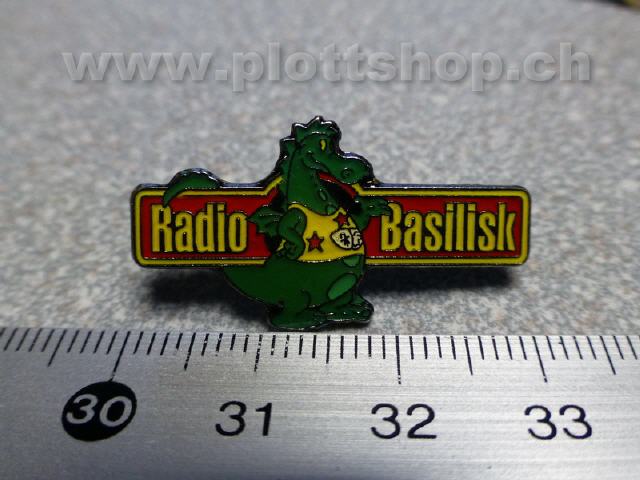 www.plottshop.ch
Radio Basilisk
30 31 32 33